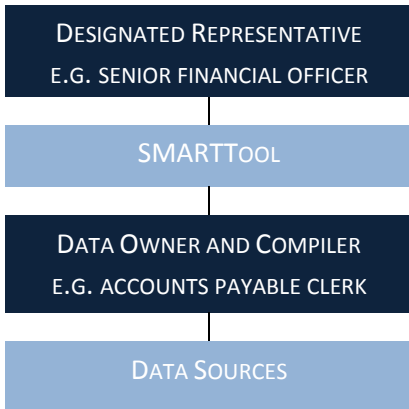 DESIGNATED REPRESENTATIVE
E.G. SENIOR FINANCIAL OFFICER
SMARTTOOL
DATA OWNER AND COMPILER
E.G. ACCOUNTS PAYABLE CLERK
DATA SOURCES